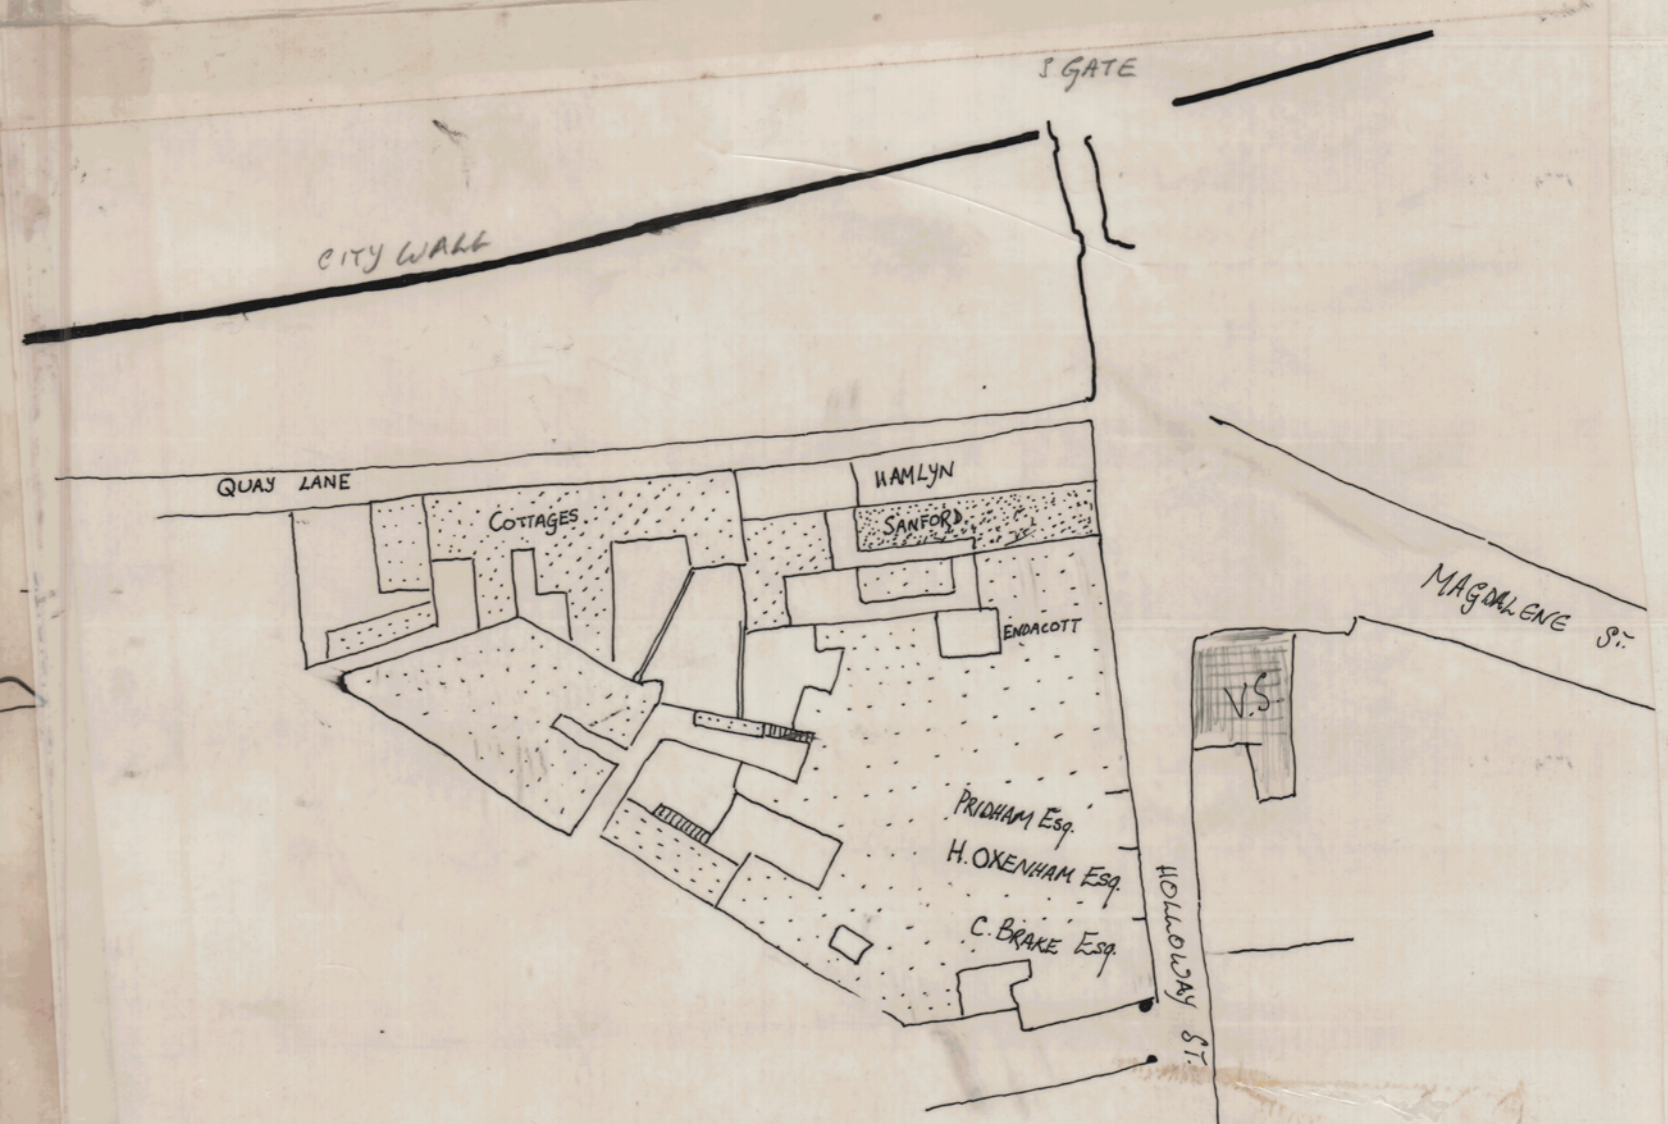 S GATE
CITY WALL
QUAY LANE
HAMLYN
COTTAGES
SANFORD
MAGDALENE ST.
ENDACOTT
V.S.
PRIDHAM Esq.
H. OXENHAM Esq.
C. BRAKE Esq.
HOLLOWAY ST.